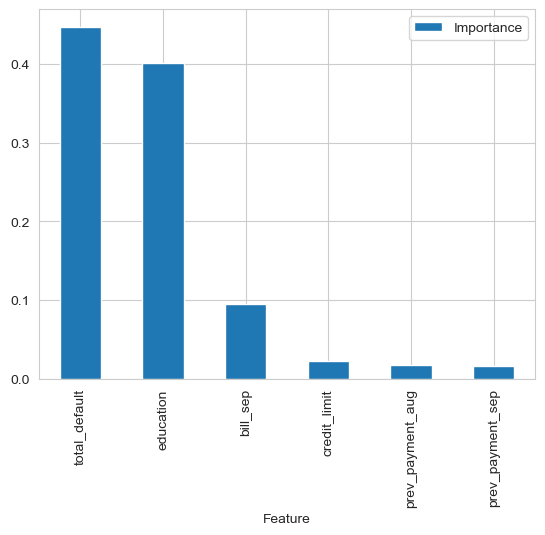 Importance
0.4
0.3
0.2
0.1
0.0
total_default
education
bill_sep
credit_limit
prev_payment_aug
prev_payment_sep
Feature